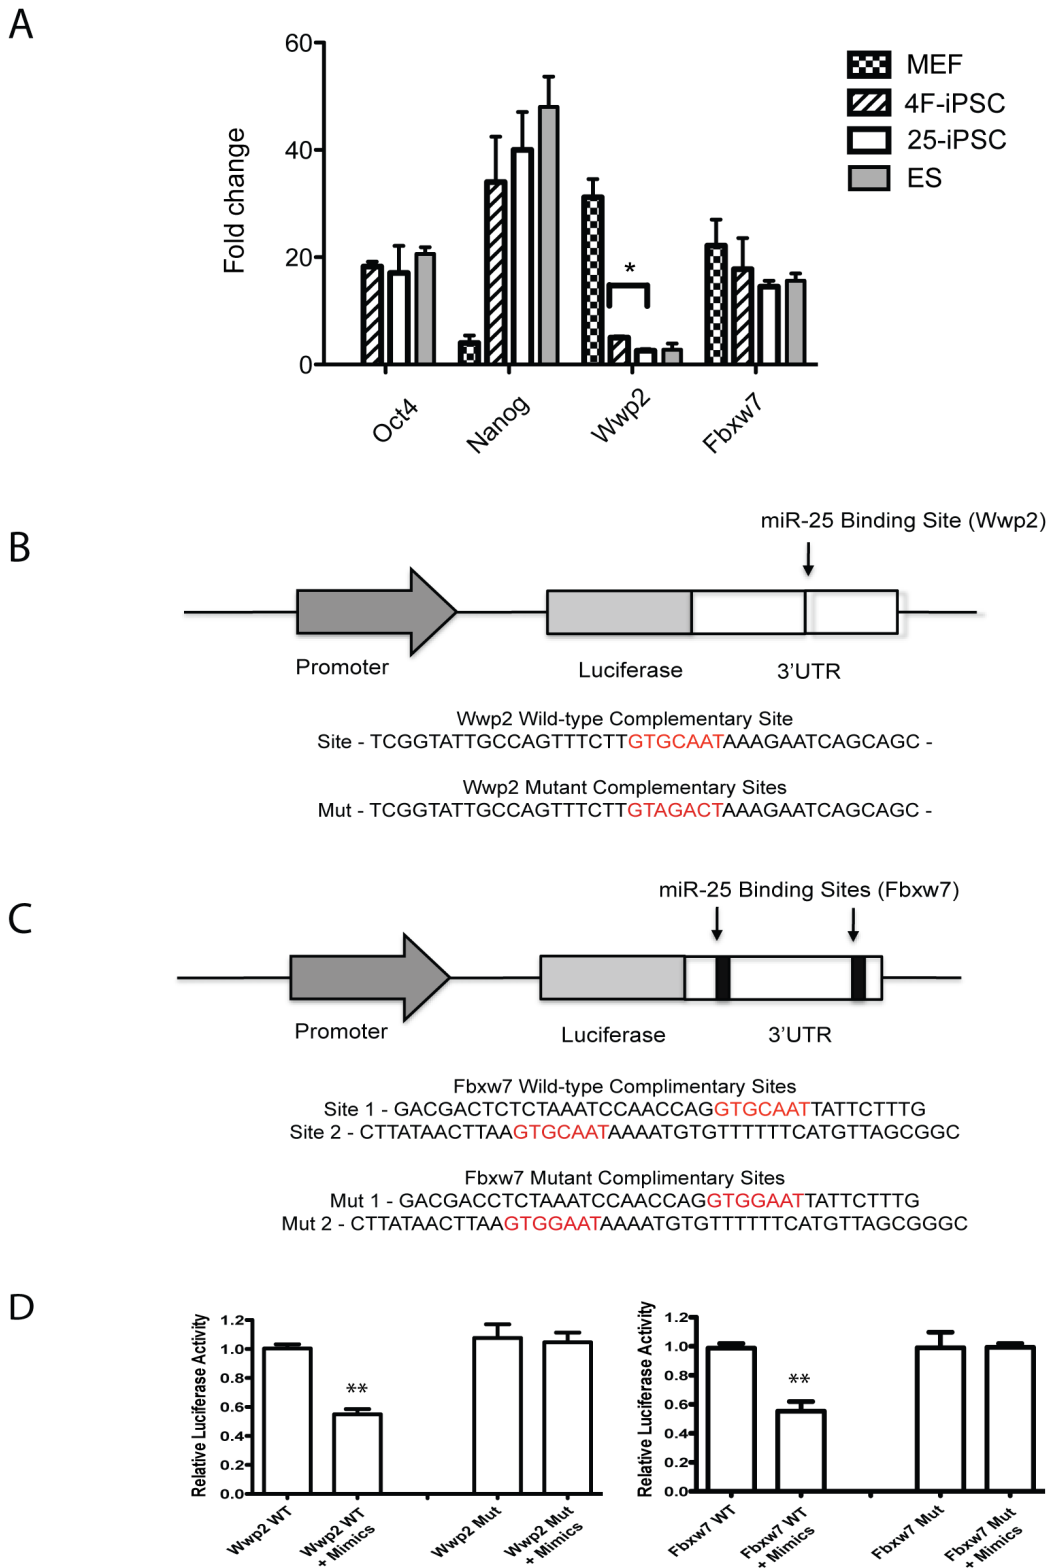 A
60
40
20
0
Fold change
MEF
4F-iPSC
25-iPSC
ES
*
Oct4
Nanog
Wwp2
Fbxw7
B
miR-25 Binding Site (Wwp2)
Promoter
Luciferase
3'UTR
Wwp2 Wild-type Complementary Site
Site - TCGGTATTGCCAGTTTCTTGTGCAATAAAGAATCAGCAGC -
Wwp2 Mutant Complementary Sites
Mut - TCGGTATTGCCAGTTTCTTGTAGACTAAAGAATCAGCAGC -
C
miR-25 Binding Sites (Fbxw7)
Promoter
Luciferase
3'UTR
Fbxw7 Wild-type Complimentary Sites
Site 1 - GACGACTCTCTAAATCCAACCAGGTGCAATTATTCTTTG
Site 2 - CTTATAACTTAAGTGCAATAAAATGTGTTTTTTCATGTTAGCGGC
Fbxw7 Mutant Complimentary Sites
Mut 1 - GACGACCTCTAAATCCAACCAGGTGGAATTATTCTTTG
Mut 2 - CTTATAACTTAAGTGGAATAAAATGTGTTTTTTCATGTTAGCGGGC
D
Relative Luciferase Activity
1.2
1.0
0.8
0.6
0.4
0.2
0.0
**
Wwp2 WT
Wwp2 WT
+ Mimics
Wwp2 Mut
Wwp2 Mut
+ Mimics
Relative Luciferase Activity
1.2
1.0
0.8
0.6
0.4
0.2
0.0
**
Fbxw7 WT
Fbxw7 WT
+ Mimics
Fbxw7 Mut
Fbxw7 Mut
+ Mimics